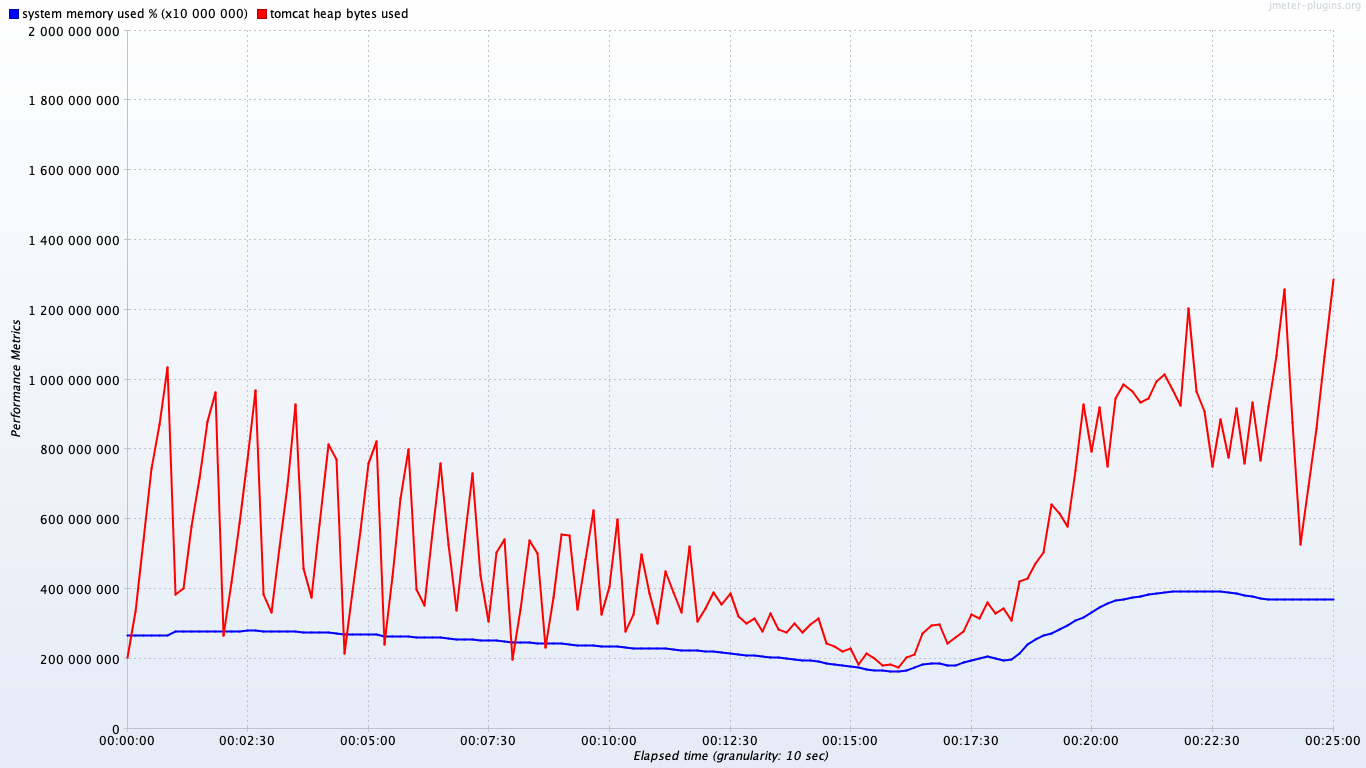 system memory used % (x10 000 000) tomcat heap bytes used
jmeter-plugins.org
2 000 000 000
1 800 000 000
1 600 000 000
1 400 000 000
1 200 000 000
1 000 000 000
800 000 000
600 000 000
400 000 000
200 000 000
0
Performance Metrics
00:00:00 00:02:30 00:05:00 00:07:30 00:10:00 00:12:30 00:15:00 00:17:30 00:20:00 00:22:30 00:25:00
Elapsed time (granularity: 10 sec)